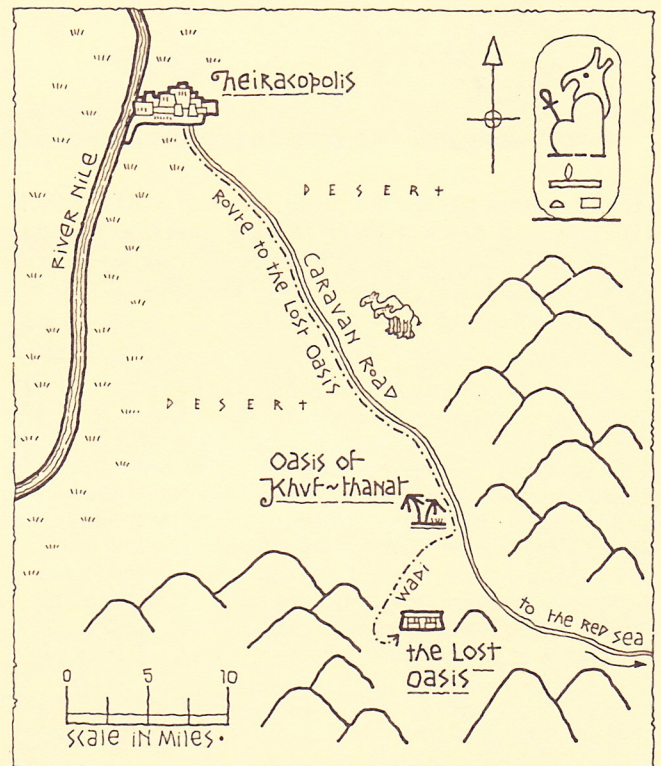 heiracopolis
RIVER NILE
DESERT
ROUTE to the LOST OASIS
CARAVAN ROAD
DESERT
OASIS of
Khuf~thanat
WADI
to the RED SEA
the LOST
OASIS
0 5 10
SCALE IN MILES.